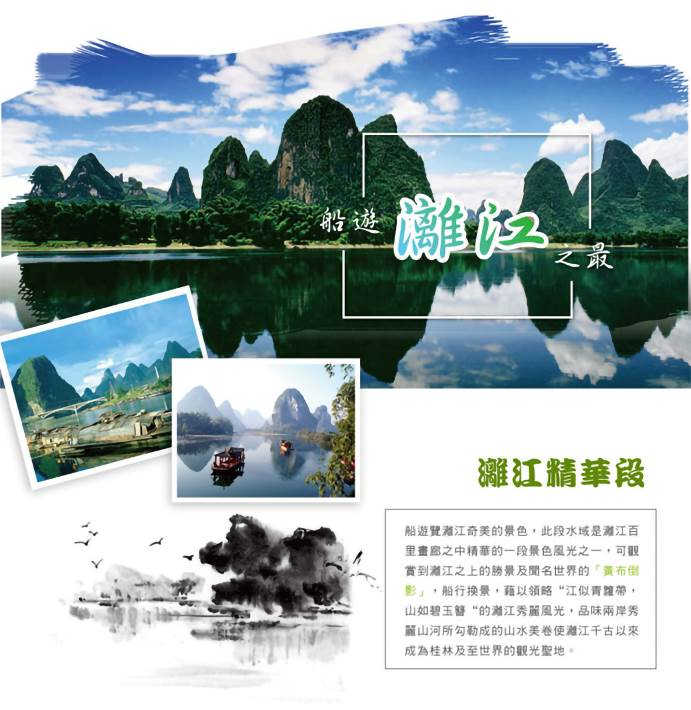 船遊
灕江
之最
灕江精華段
船遊覽灕江奇美的景色，此段水域是灕江百
里畫廊之中精華的一段景色風光之一，可觀
賞到灕江之上的勝景及聞名世界的「黃布倒
影」，船行換景，藉以領略“江似青羅帶，
山如碧玉簪“的灕江秀麗風光，品味兩岸秀
麗山河所勾勒成的山水美卷使灕江千古以來
成為桂林及至世界的觀光聖地。